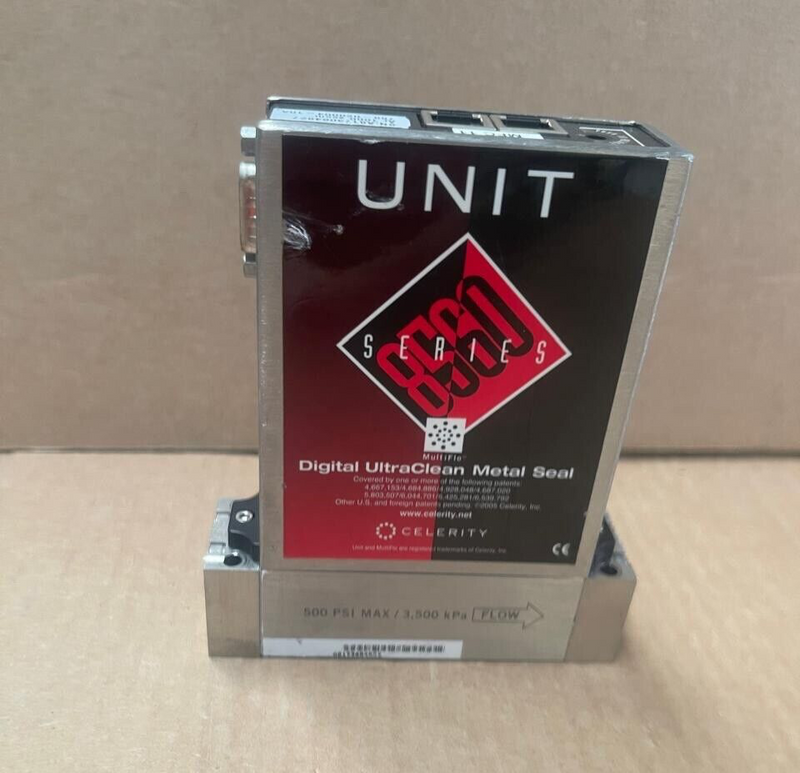 UNIT
8560
SERIES
MultiFlo™
Digital UltraClean Metal Seal
Covered by one or more of the following patents:
Other U.S. and foreign patents pending. ©2005 Celerity, Inc.
www.celerity.net
CELERITY
Unit and MultiFlo are registered trademarks of Celerity, Inc.
CE
500 PSI MAX / 3,500 kPa FLOW